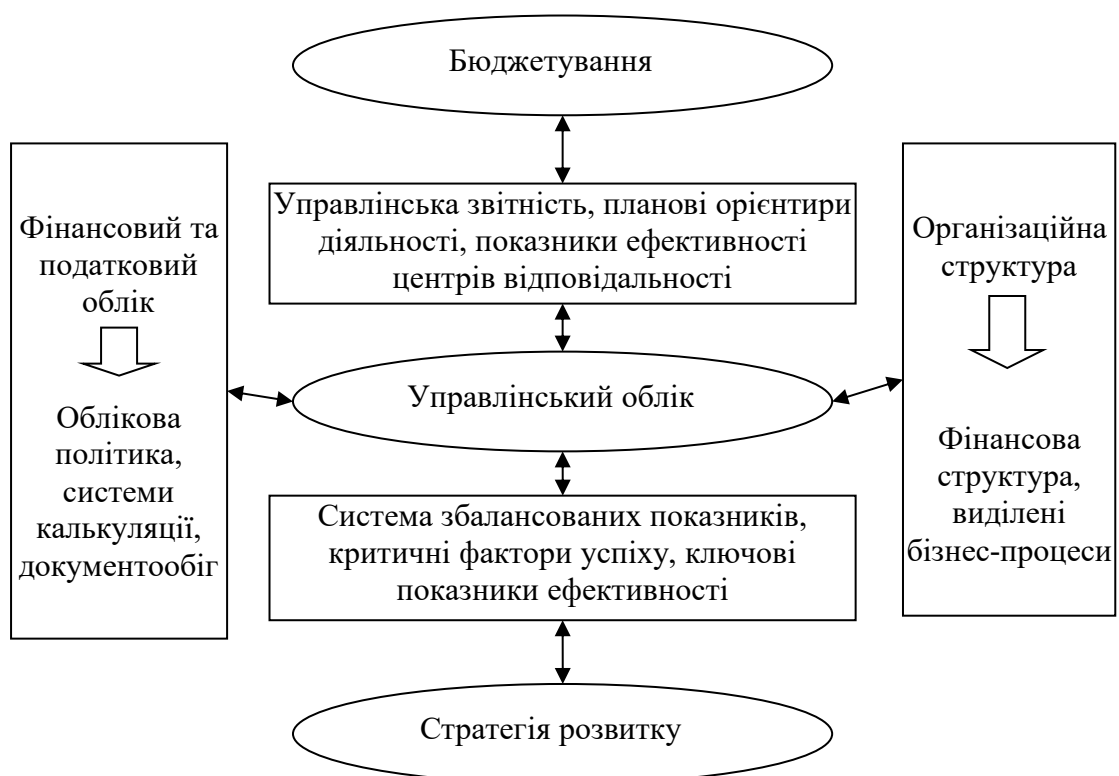 Бюджетування
Управлінська звітність, планові орієнтири
діяльності, показники ефективності
центрів відповідальності
Фінансовий та
податковий
облік
Облікова
політика,
системи
калькуляції,
документообіг
Управлінський облік
Організаційна
структура
Фінансова
структура,
виділені
бізнес-процеси
Система збалансованих показників,
критичні фактори успіху, ключові
показники ефективності
Стратегія розвитку